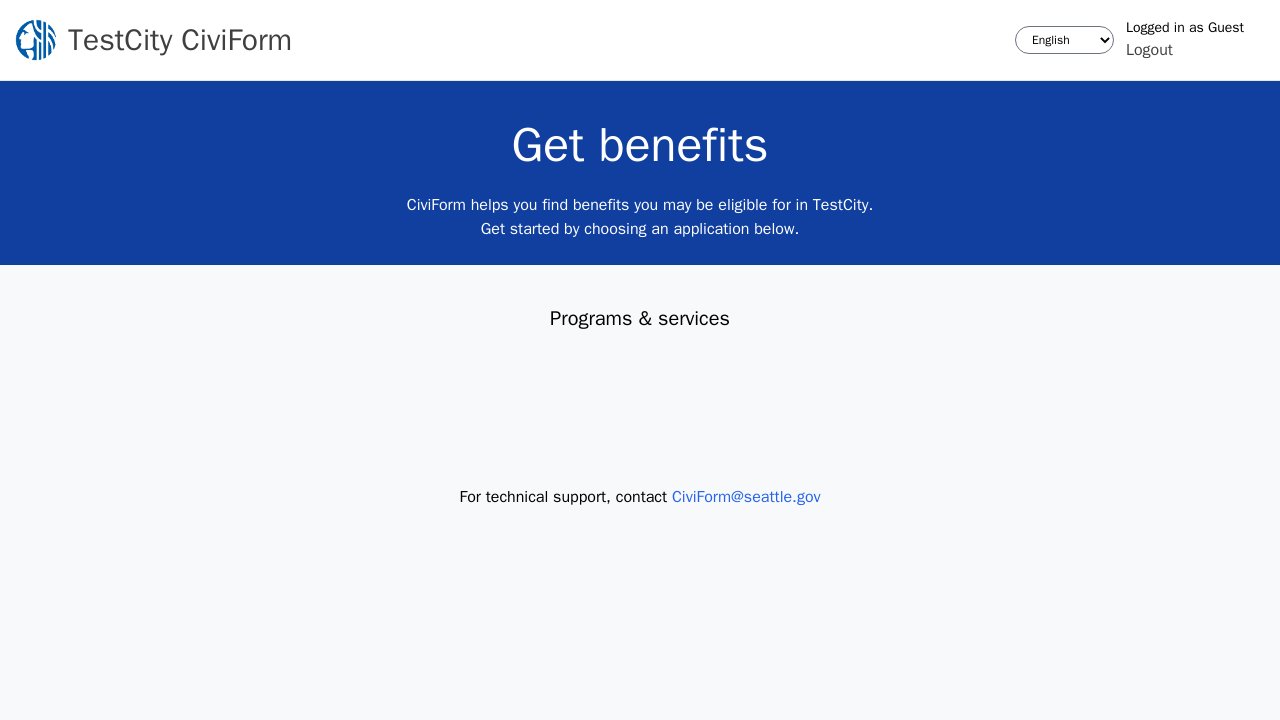 TestCity CiviForm
English
Logged in as Guest
Logout
Get benefits
CiviForm helps you find benefits you may be eligible for in TestCity.
Get started by choosing an application below.
Programs & services
For technical support, contact CiviForm@seattle.gov